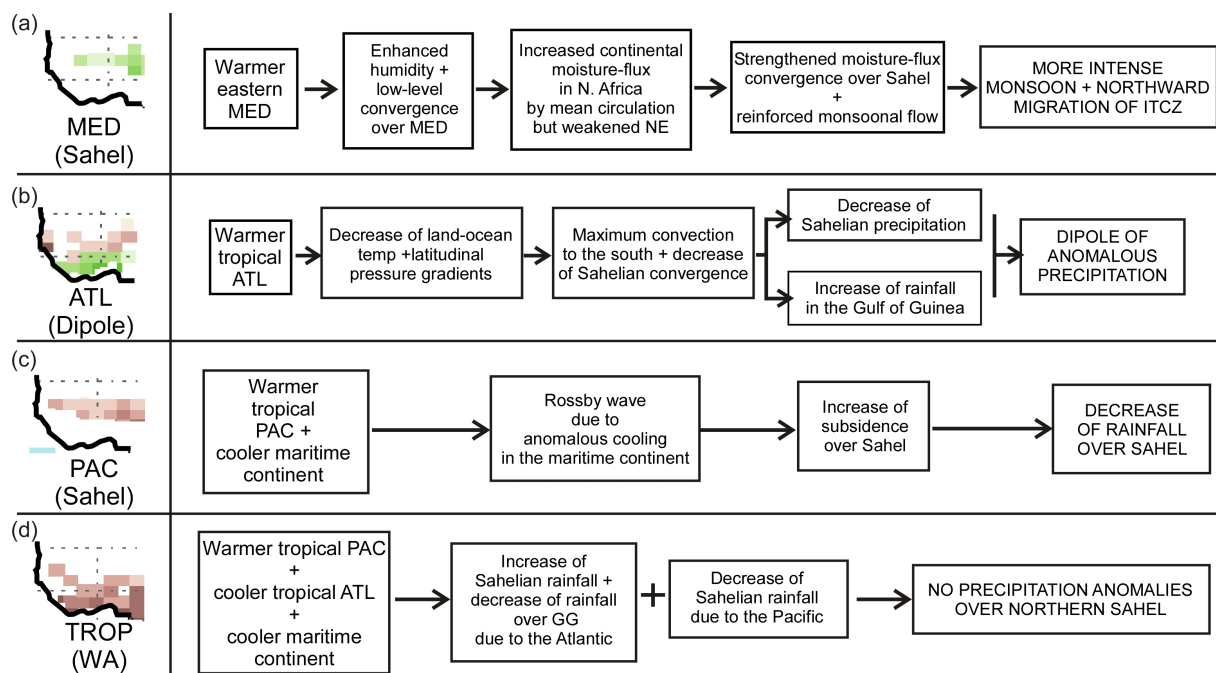 (a)
MED
(Sahel)
Warmer
eastern
MED
Enhanced
humidity +
low-level
convergence
over MED
Increased continental
moisture-flux
in N. Africa
by mean circulation
but weakened NE
Strengthened moisture-flux
convergence over Sahel
+
reinforced monsoonal flow
MORE INTENSE
MONSOON + NORTHWARD
MIGRATION OF ITCZ
(b)
ATL
(Dipole)
Warmer
tropical
ATL
Decrease of land-ocean
temp +latitudinal
pressure gradients
Maximum convection
to the south + decrease
of Sahelian convergence
Decrease of
Sahelian precipitation
Increase of rainfall
in the Gulf of Guinea
DIPOLE OF
ANOMALOUS
PRECIPITATION
(c)
PAC
(Sahel)
Warmer
tropical
PAC +
cooler maritime
continent
Rossby wave
due to
anomalous cooling
in the maritime continent
Increase of
subsidence
over Sahel
DECREASE
OF RAINFALL
OVER SAHEL
(d)
TROP
(WA)
Warmer tropical PAC
+
cooler tropical ATL
+
cooler maritime
continent
Increase of
Sahelian rainfall +
decrease of rainfall
over GG
due to the Atlantic
+
Decrease of
Sahelian rainfall
due to the Pacific
NO PRECIPITATION ANOMALIES
OVER NORTHERN SAHEL